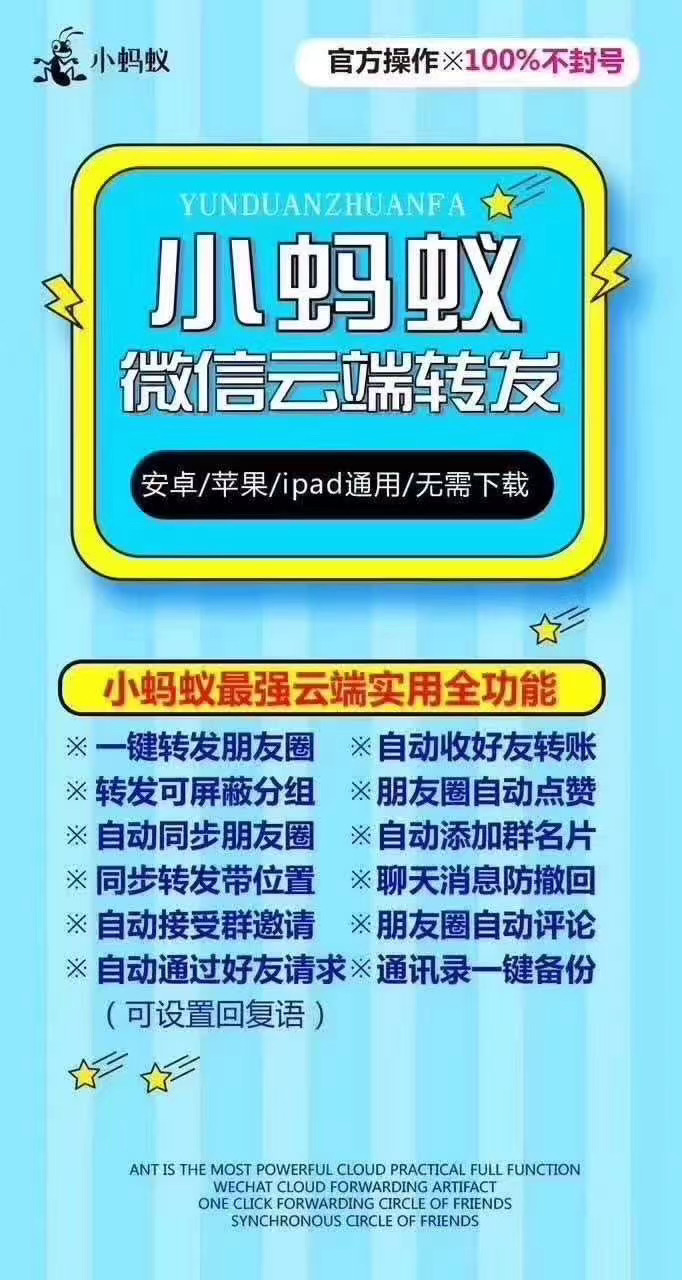 小蚂蚁
官方操作※100%不封号
YUNDUANZHUANFA
小蚂蚁
微信云端转发
安卓/苹果/ipad通用/无需下载
小蚂蚁最强云端实用全功能
※ 一键转发朋友圈
※ 自动收好友转账
※ 转发可屏蔽分组
※ 朋友圈自动点赞
※ 自动同步朋友圈
※ 自动添加群名片
※ 同步转发带位置
※ 聊天消息防撤回
※ 自动接受群邀请
※ 朋友圈自动评论
※ 自动通过好友请求
※ 通讯录一键备份
（可设置回复语）
ANT IS THE MOST POWERFUL CLOUD PRACTICAL FULL FUNCTION
WECHAT CLOUD FORWARDING ARTIFACT
ONE CLICK FORWARDING CIRCLE OF FRIENDS
SYNCHRONOUS CIRCLE OF FRIENDS